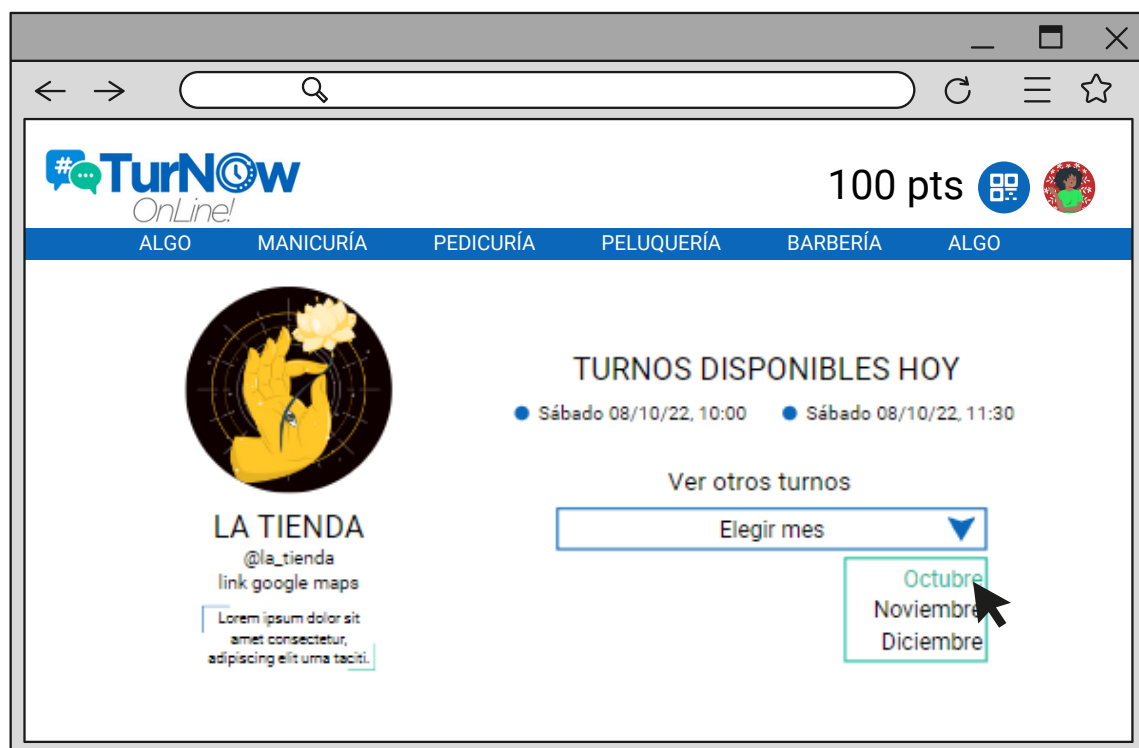 #
TurNOw
OnLine!
100 pts
ALGO MANICURÍA PEDICURÍA PELUQUERÍA BARBERÍA ALGO
LA TIENDA
@la_tienda
link google maps
Lorem ipsum dolor sit
amet consectetur,
adipiscing elit urna taciti.
TURNOS DISPONIBLES HOY
Sábado 08/10/22, 10:00 Sábado 08/10/22, 11:30
Ver otros turnos
Elegir mes
Octubre
Noviembre
Diciembre